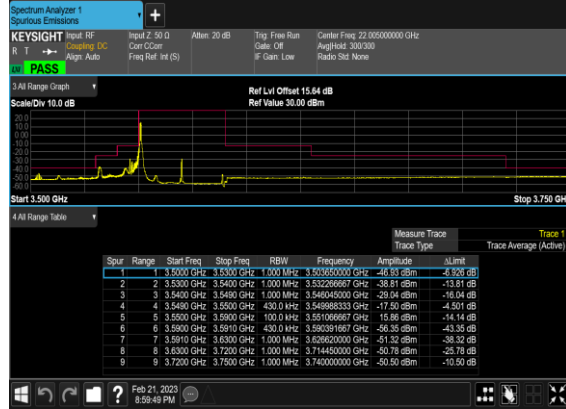 Spectrum Analyzer 1
Spurious Emissions
+
KEYSIGHT Input: RF Input Z: 50 Ω Atten: 20 dB Trig: Free Run Center Freq: 22.005000000 GHz
R T Coupling: DC Corr CCorr Gate: Off Avg|Hold: 300/300
Align: Auto Freq Ref: Int (S) IF Gain: Low Radio Std: None
PASS
3 All Range Graph
Ref Lvl Offset 15.64 dB
Scale/Div 10.0 dB Ref Value 30.00 dBm
20.0
10.0
0.00
-10.0
-20.0
-30.0
-40.0
-50.0
-60.0
Start 3.500 GHz Stop 3.750 GH
4 All Range Table
Measure Trace Trace 1
Trace Type Trace Average (Active)
Spur Range Start Freq Stop Freq RBW Frequency Amplitude ΔLimit
1 1 3.5000 GHz 3.5300 GHz 1.000 MHz 3.503650000 GHz -46.93 dBm -6.926 dB
2 2 3.5300 GHz 3.5400 GHz 1.000 MHz 3.532266667 GHz -38.81 dBm -13.81 dB
3 3 3.5400 GHz 3.5490 GHz 1.000 MHz 3.546045000 GHz -29.04 dBm -16.04 dB
4 4 3.5490 GHz 3.5500 GHz 430.0 kHz 3.549988333 GHz -17.50 dBm -4.501 dB
5 5 3.5500 GHz 3.5900 GHz 100.0 kHz 3.551066667 GHz 15.86 dBm -14.14 dB
6 6 3.5900 GHz 3.5910 GHz 430.0 kHz 3.590391667 GHz -56.35 dBm -43.35 dB
7 7 3.5910 GHz 3.6300 GHz 1.000 MHz 3.626620000 GHz -51.32 dBm -38.32 dB
8 8 3.6300 GHz 3.7200 GHz 1.000 MHz 3.714450000 GHz -50.78 dBm -25.78 dB
9 9 3.7200 GHz 3.7500 GHz 1.000 MHz 3.740000000 GHz -50.50 dBm -10.50 dB
? Feb 21, 2023
8:59:49 PM